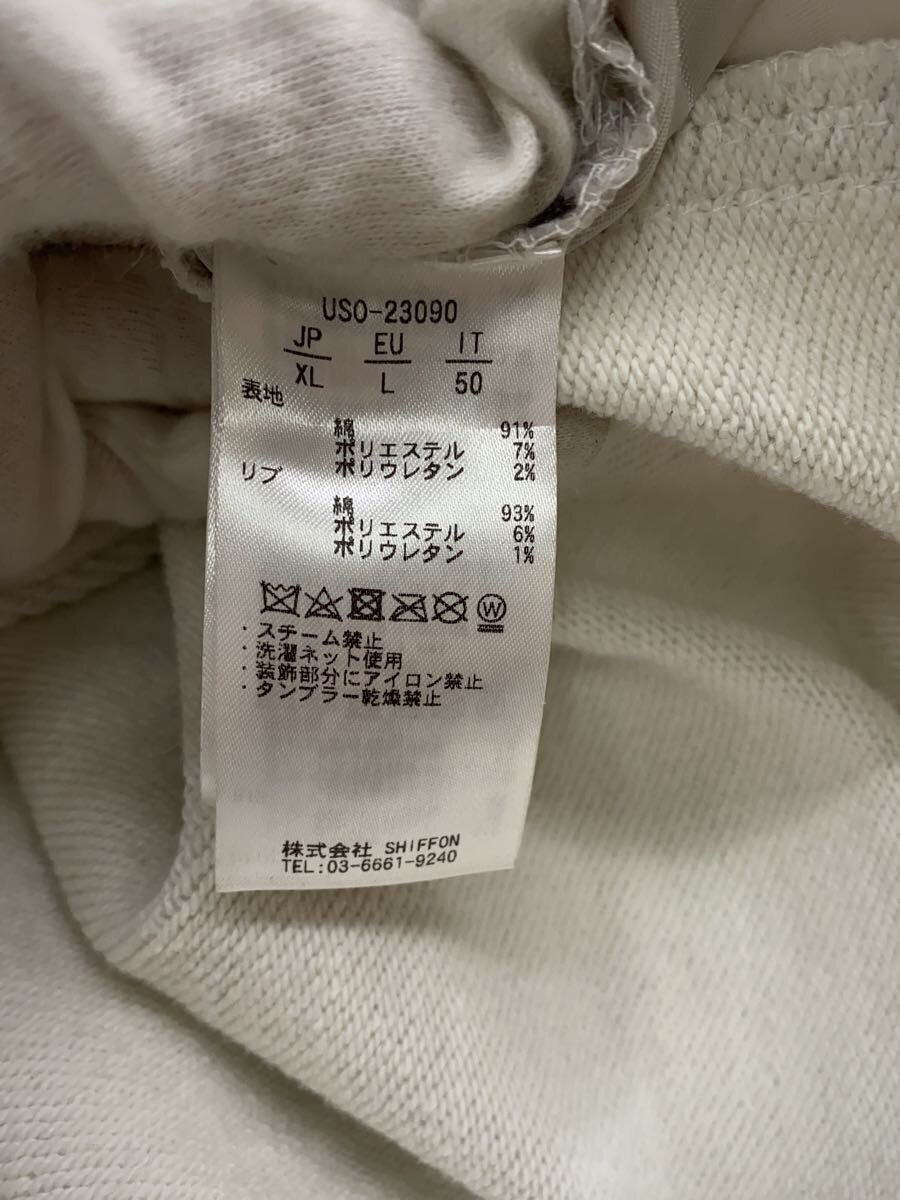 USO-23090
JP EU IT
XL L 50
表地
綿 91%
ポリエステル 7%
ポリウレタン 2%
リブ
綿 93%
ポリエステル 6%
ポリウレタン 1%
W
・スチーム禁止
・洗濯ネット使用
・装飾部分にアイロン禁止
・タンブラー乾燥禁止
株式会社 SHIFFON
TEL:03-6661-9240